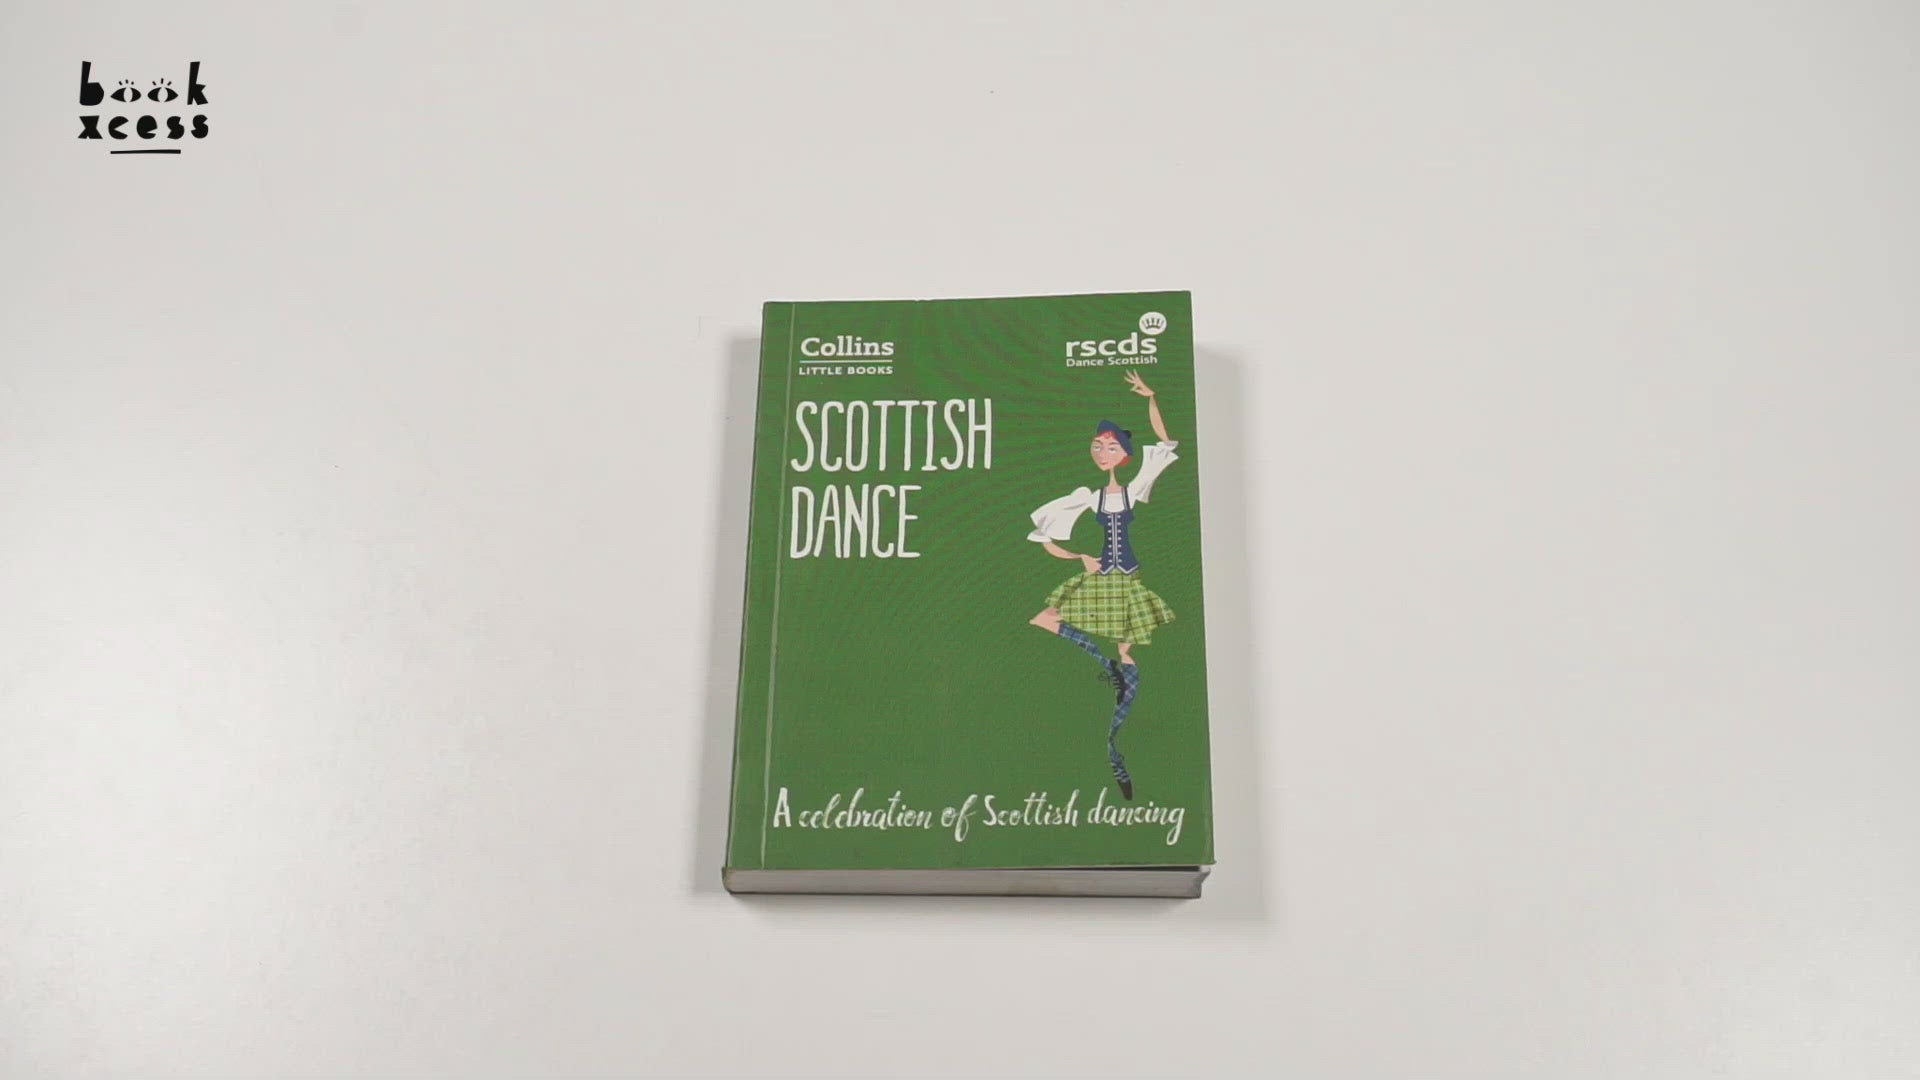 book
xcess
Collins
LITTLE BOOKS
rscds
Dance Scottish
SCOTTISH
DANCE
A celebration of Scottish dancing